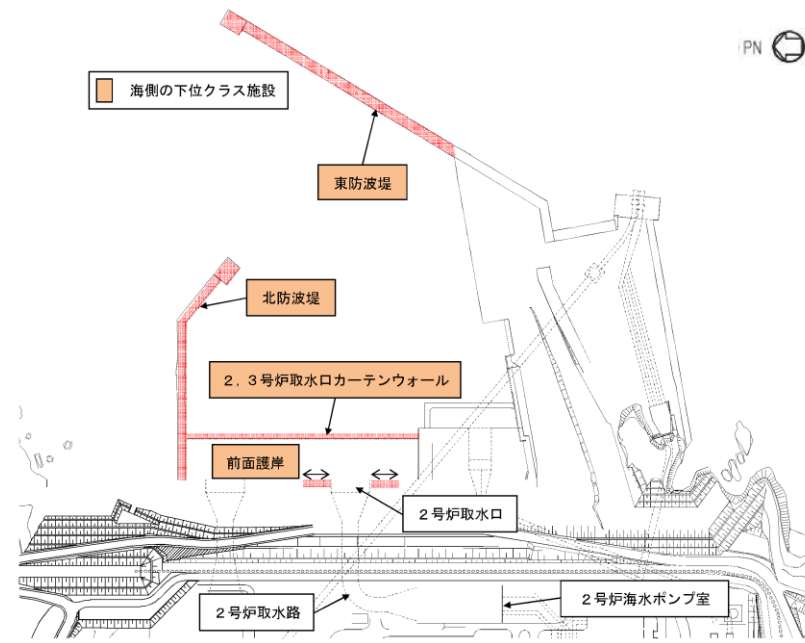 PN
海側の下位クラス施設
東防波堤
北防波堤
2，3号炉取水口カーテンウォール
前面護岸
2号炉取水口
2号炉取水路
2号炉海水ポンプ室